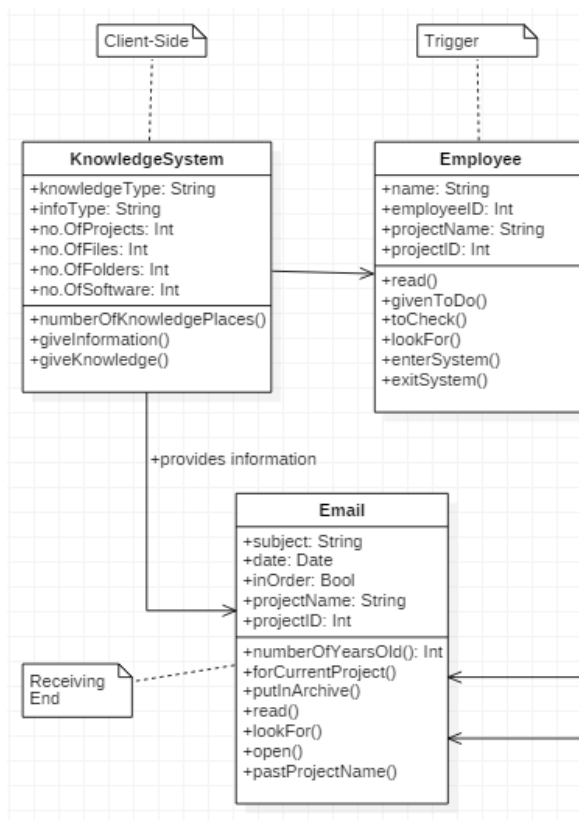 Client-Side
Trigger
KnowledgeSystem
+knowledgeType: String
+infoType: String
+no.OfProjects: Int
+no.OfFiles: Int
+no.OfFolders: Int
+no.OfSoftware: Int
+numberOfKnowledgePlaces()
+giveInformation()
+giveKnowledge()
Employee
+name: String
+employeeID: Int
+projectName: String
+projectID: Int
+read()
+givenToDo()
+toCheck()
+lookFor()
+enterSystem()
+exitSystem()
+provides information
Email
+subject: String
+date: Date
+inOrder: Bool
+projectName: String
+projectID: Int
+numberOfYearsOld(): Int
+forCurrentProject()
+putInArchive()
+read()
+lookFor()
+open()
+pastProjectName()
Receiving
End